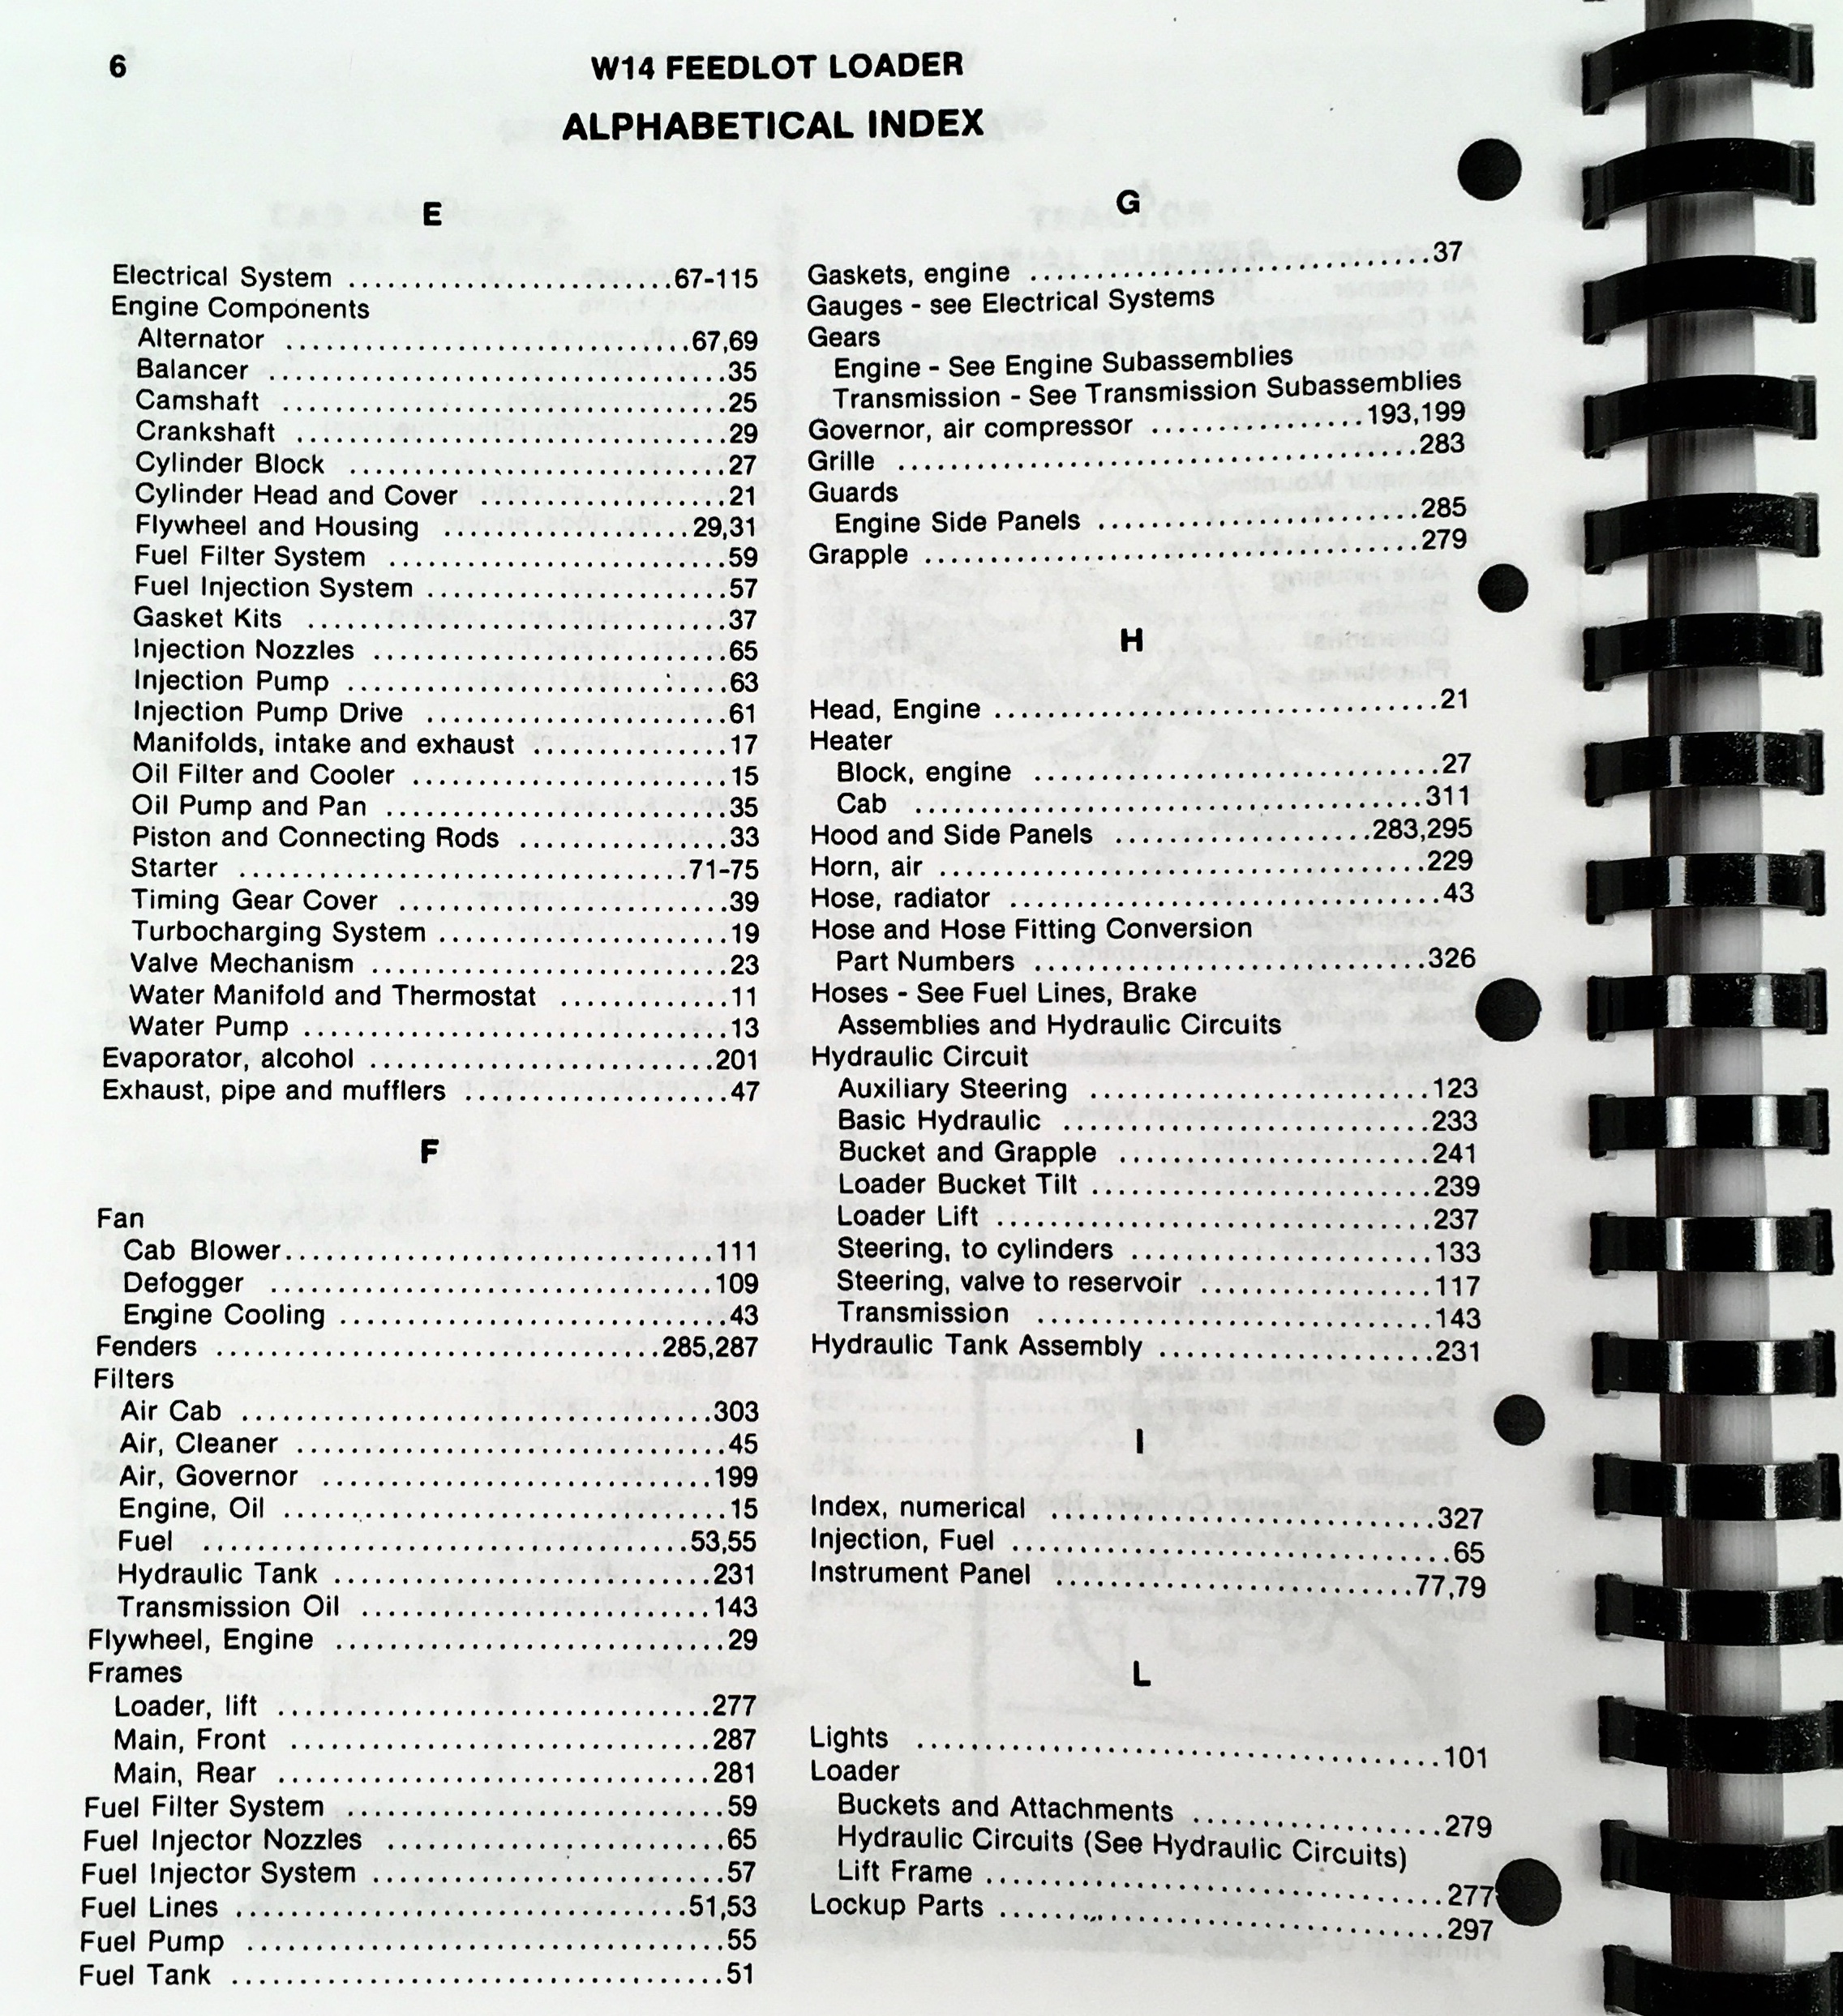 6
W14 FEEDLOT LOADER
ALPHABETICAL INDEX
E
Electrical System .........................67-115
Engine Components
Alternator ...............................67,69
Balancer ...................................35
Camshaft ..................................25
Crankshaft .................................29
Cylinder Block .............................27
Cylinder Head and Cover ...................21
Flywheel and Housing ...................29,31
Fuel Filter System ..........................59
Fuel Injection System .......................57
Gasket Kits ................................37
Injection Nozzles ...........................65
Injection Pump .............................63
Injection Pump Drive .......................61
Manifolds, intake and exhaust ...............17
Oil Filter and Cooler ........................15
Oil Pump and Pan ..........................35
Piston and Connecting Rods ................33
Starter ..................................71-75
Timing Gear Cover .........................39
Turbocharging System ......................19
Valve Mechanism ...........................23
Water Manifold and Thermostat .............11
Water Pump ................................13
Evaporator, alcohol ..........................201
Exhaust, pipe and mufflers ....................47
F
Fan
Cab Blower.................................111
Defogger ..................................109
Engine Cooling ..............................43
Fenders ..................................285,287
Filters
Air Cab ....................................303
Air, Cleaner .................................45
Air, Governor ..............................199
Engine, Oil ..................................15
Fuel .....................................53,55
Hydraulic Tank .............................231
Transmission Oil ...........................143
Flywheel, Engine ..............................29
Frames
Loader, lift .................................277
Main, Front ................................287
Main, Rear .................................281
Fuel Filter System .............................59
Fuel Injector Nozzles ..........................65
Fuel Injector System ...........................57
Fuel Lines ..................................51,53
Fuel Pump ....................................55
Fuel Tank .....................................51
G
Gaskets, engine ...............................37
Gauges - see Electrical Systems
Gears
Engine - See Engine Subassemblies
Transmission - See Transmission Subassemblies
Governor, air compressor ................193,199
Grille ........................................283
Guards
Engine Side Panels .........................285
Grapple ......................................279
H
Head, Engine ..................................21
Heater
Block, engine ...............................27
Cab .......................................311
Hood and Side Panels ....................283,295
Horn, air .....................................229
Hose, radiator .................................43
Hose and Hose Fitting Conversion
Part Numbers ..............................326
Hoses - See Fuel Lines, Brake
Assemblies and Hydraulic Circuits
Hydraulic Circuit
Auxiliary Steering ..........................123
Basic Hydraulic ............................233
Bucket and Grapple ........................241
Loader Bucket Tilt ..........................239
Loader Lift .................................237
Steering, to cylinders .......................133
Steering, valve to reservoir ..................117
Transmission ...............................143
Hydraulic Tank Assembly .....................231
I
Index, numerical .............................327
Injection, Fuel .................................65
Instrument Panel ...........................77,79
L
Lights ........................................101
Loader
Buckets and Attachments ...................279
Hydraulic Circuits (See Hydraulic Circuits)
Lift Frame ..................................277
Lockup Parts .................................297